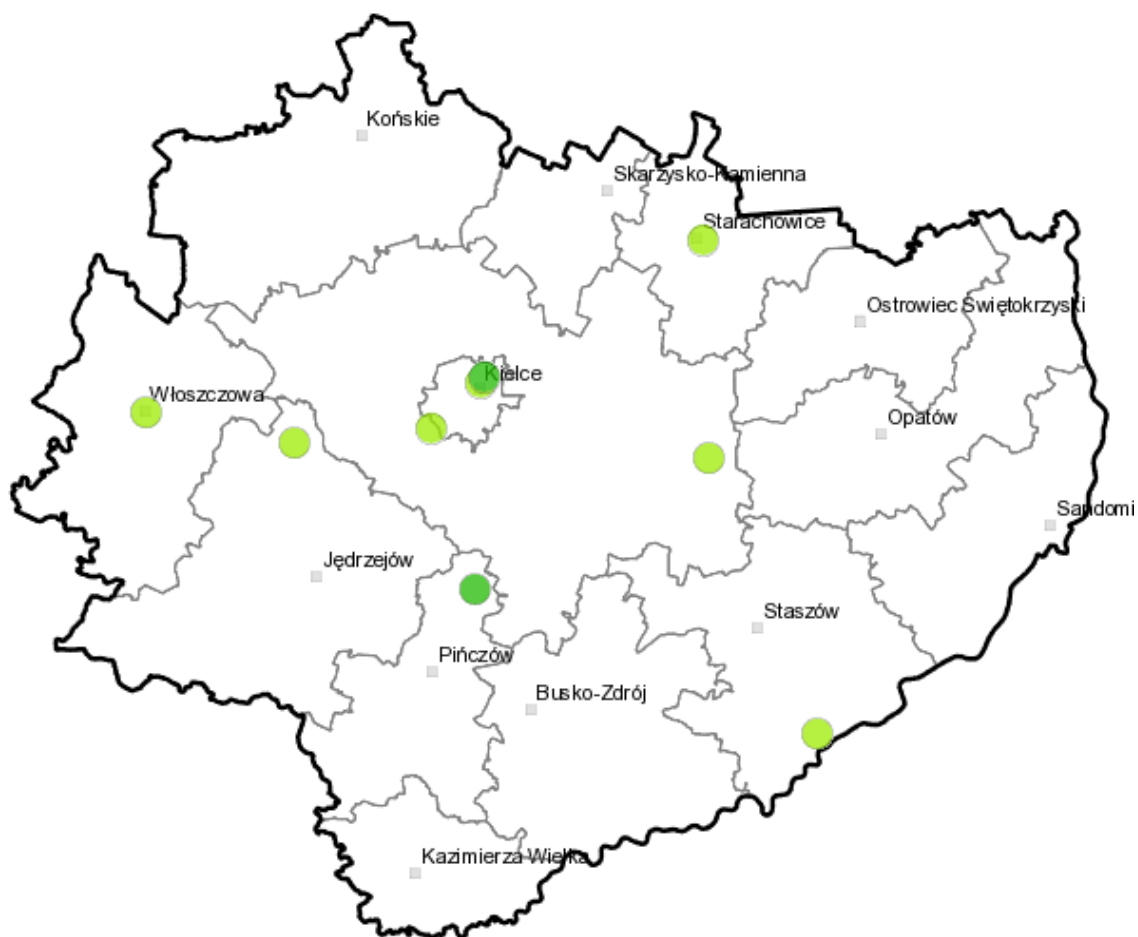 Końskie
Skarżysko-Kamienna
Starachowice
Ostrowiec Świętokrzyski
Kielce
Włoszczowa
Opatów
Sandomi
Jędrzejów
Staszów
Pińczów
Busko-Zdrój
Kazimierza Wielka